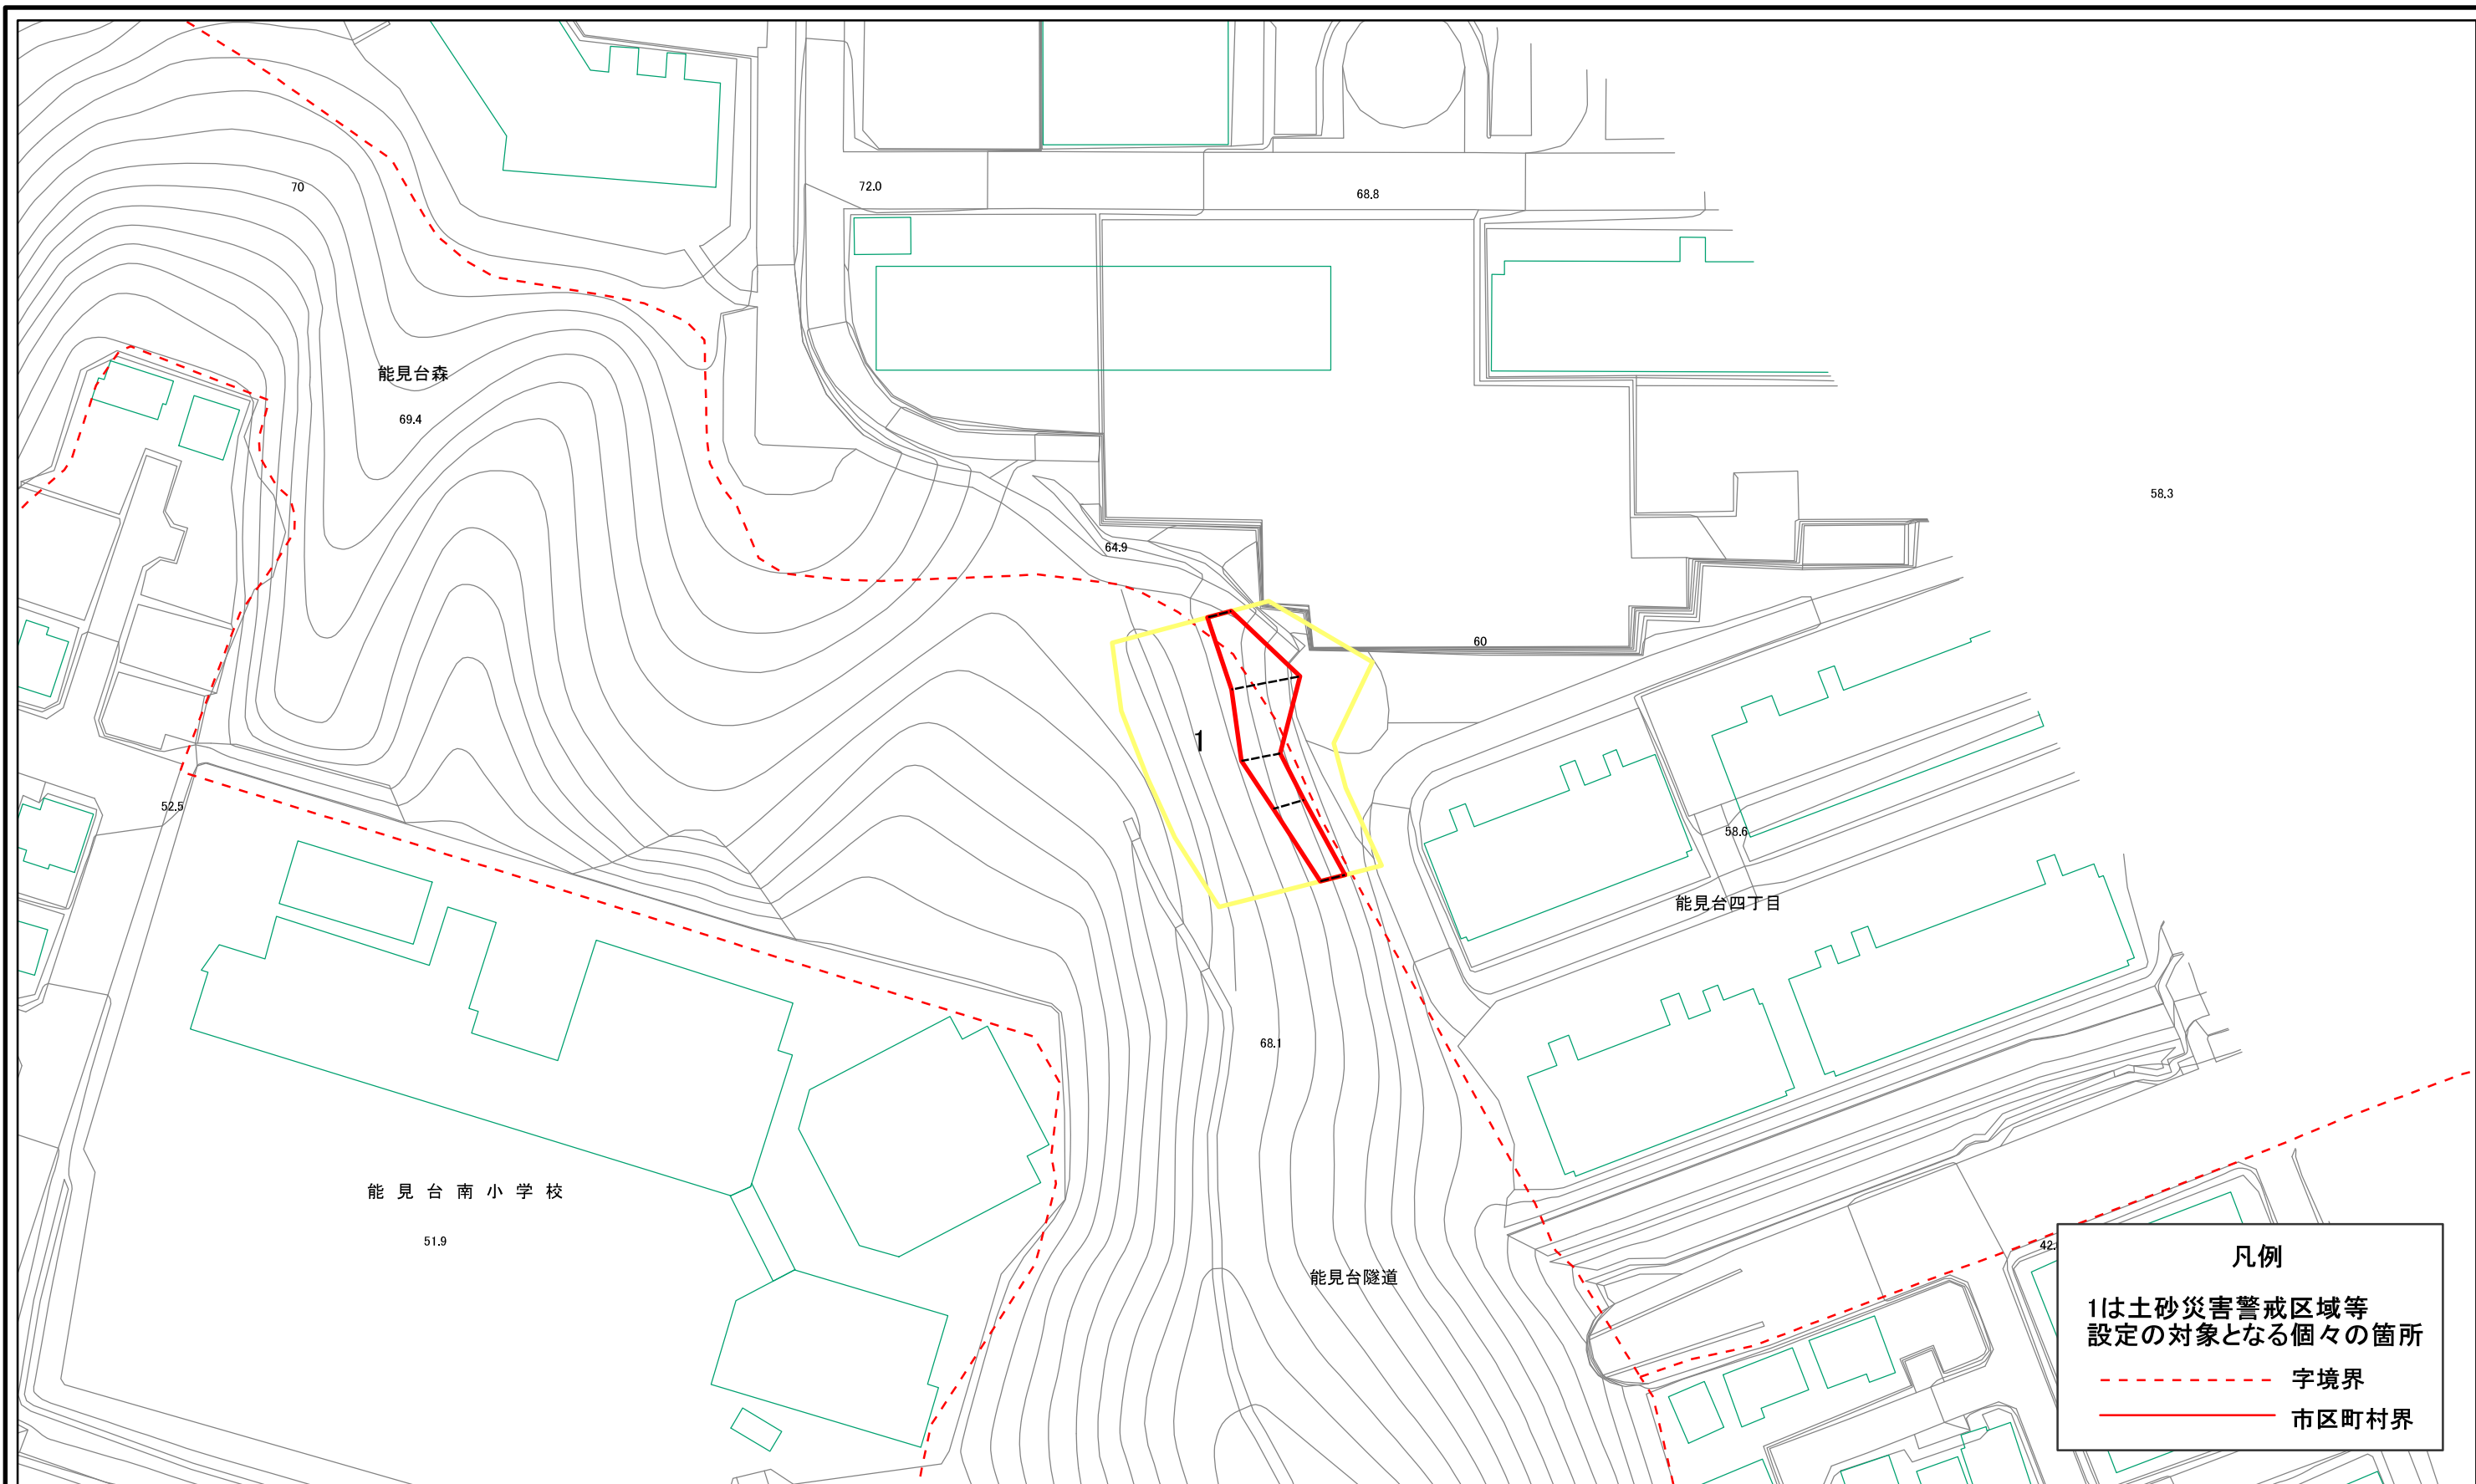 70
72.0
68.8
能見台森
69.4
58.3
64.9
60
1
52.5
58.6
能見台四丁目
68.1
能見台南小学校
51.9
能見台隧道
42.
凡例
1は土砂災害警戒区域等
設定の対象となる個々の箇所
字境界
市区町村界